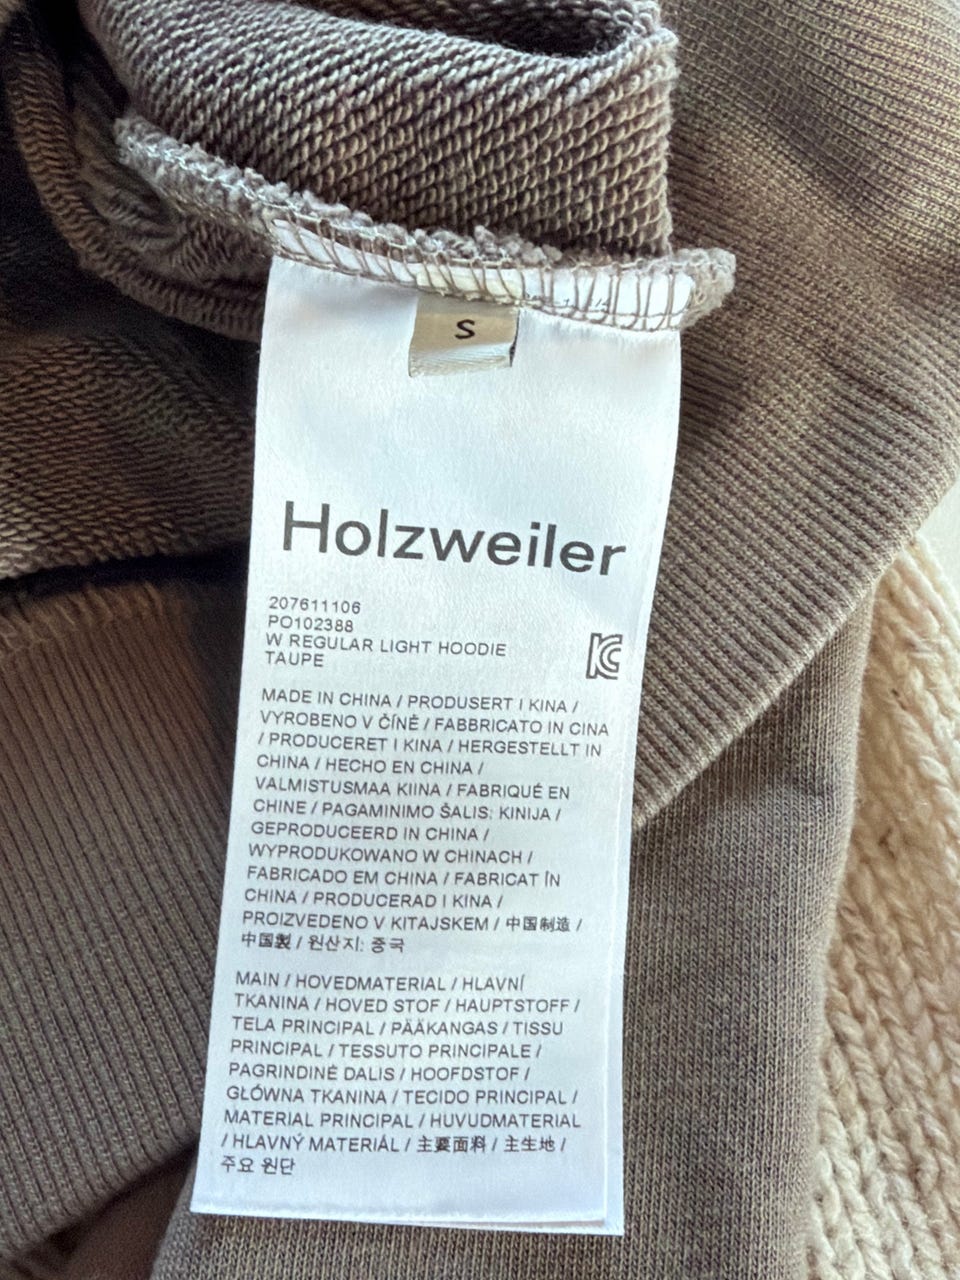 S
Holzweiler
207611106
PO102388
W REGULAR LIGHT HOODIE
TAUPE
MADE IN CHINA / PRODUSERT I KINA /
VYROBENO V ČÍNĚ / FABBRICATO IN CINA
/ PRODUCERET I KINA / HERGESTELLT IN
CHINA / HECHO EN CHINA /
VALMISTUSMAA KIINA / FABRIQUÉ EN
CHINE / PAGAMINIMO ŠALIS: KINIJA /
GEPRODUCEERD IN CHINA /
WYPRODUKOWANO W CHINACH /
FABRICADO EM CHINA / FABRICAT ÎN
CHINA / PRODUCERAD I KINA /
PROIZVEDENO V KITAJSKEM / 中国制造 /
中国製 / 원산지: 중국
MAIN / HOVEDMATERIAL / HLAVNÍ
TKANINA / HOVED STOF / HAUPTSTOFF /
TELA PRINCIPAL / PÄÄKANGAS / TISSU
PRINCIPAL / TESSUTO PRINCIPALE /
PAGRINDINĖ DALIS / HOOFDSTOF /
GŁÓWNA TKANINA / TECIDO PRINCIPAL /
MATERIAL PRINCIPAL / HUVUDMATERIAL
/ HLAVNÝ MATERIÁL / 主要面料 / 主生地 /
주요 원단